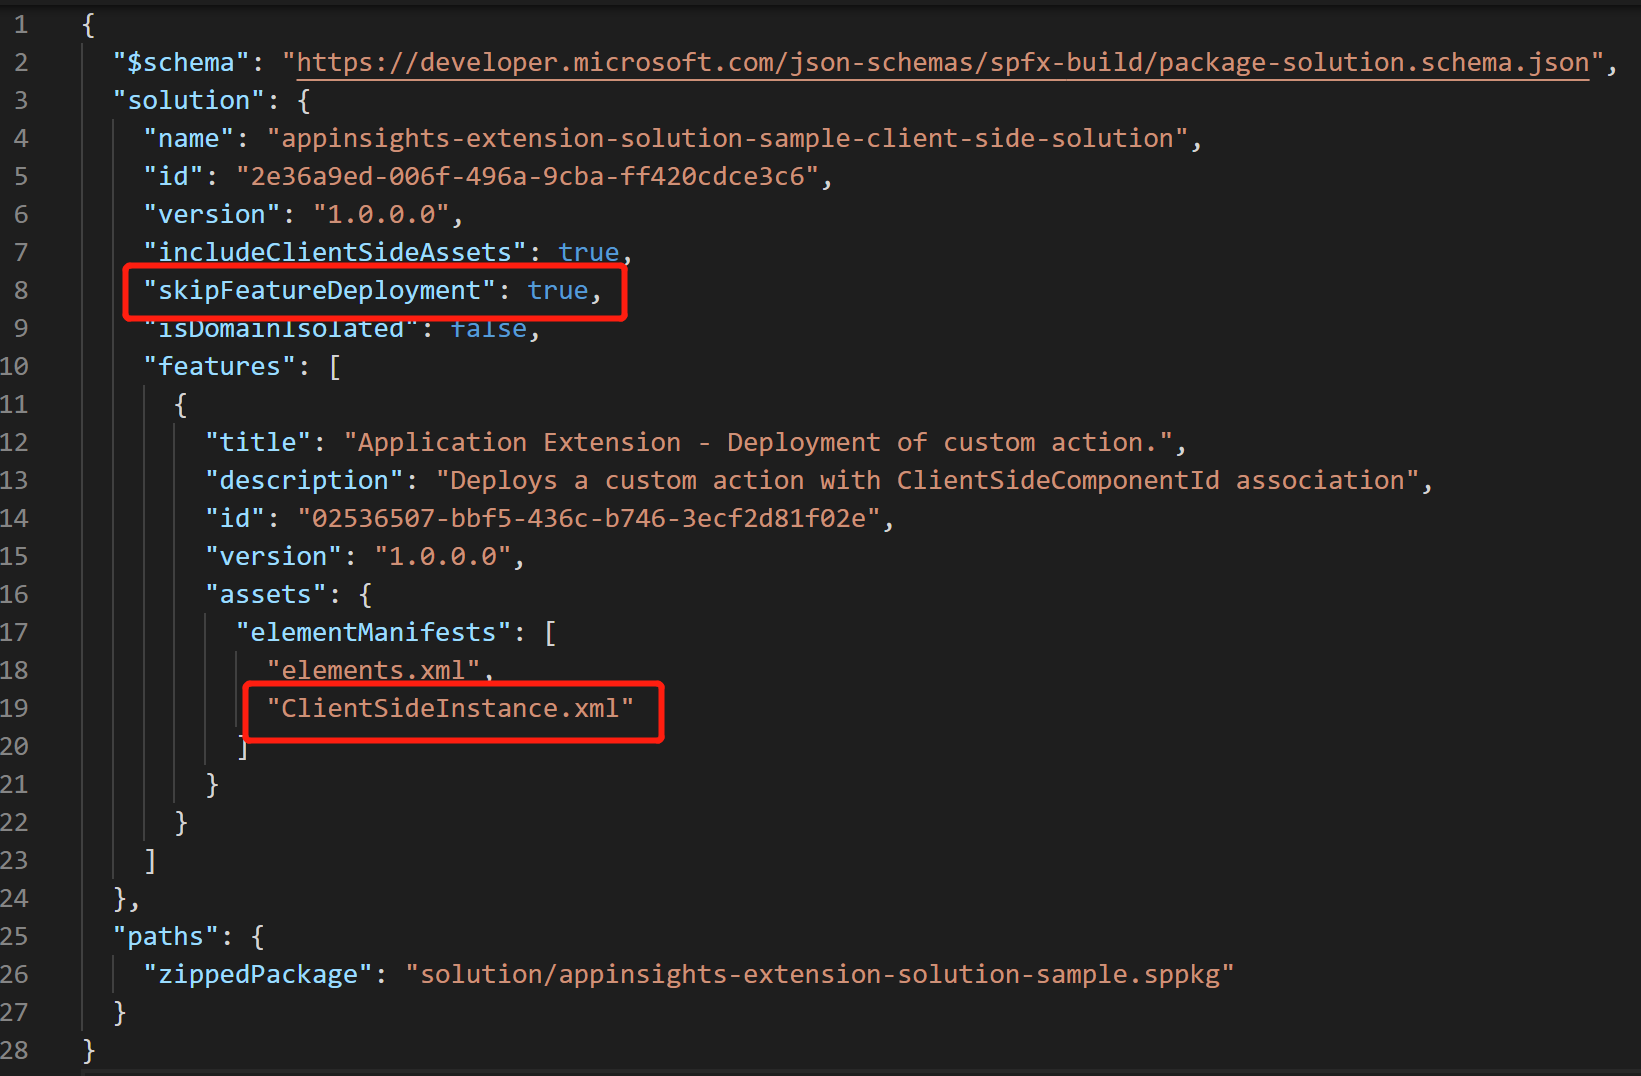 1 {
2 "$schema": "https://developer.microsoft.com/json-schemas/spfx-build/package-solution.schema.json",
3 "solution": {
4 "name": "appinsights-extension-solution-sample-client-side-solution",
5 "id": "2e36a9ed-006f-496a-9cba-ff420cdce3c6",
6 "version": "1.0.0.0",
7 "includeClientSideAssets": true,
8 "skipFeatureDeployment": true,
9 "isDomainIsolated": false,
10 "features": [
11 {
12 "title": "Application Extension - Deployment of custom action.",
13 "description": "Deploys a custom action with ClientSideComponentId association",
14 "id": "02536507-bbf5-436c-b746-3ecf2d81f02e",
15 "version": "1.0.0.0",
16 "assets": {
17 "elementManifests": [
18 "elements.xml",
19 "ClientSideInstance.xml"
20 ]
21 }
22 }
23 ]
24 },
25 "paths": {
26 "zippedPackage": "solution/appinsights-extension-solution-sample.sppkg"
27 }
28 }